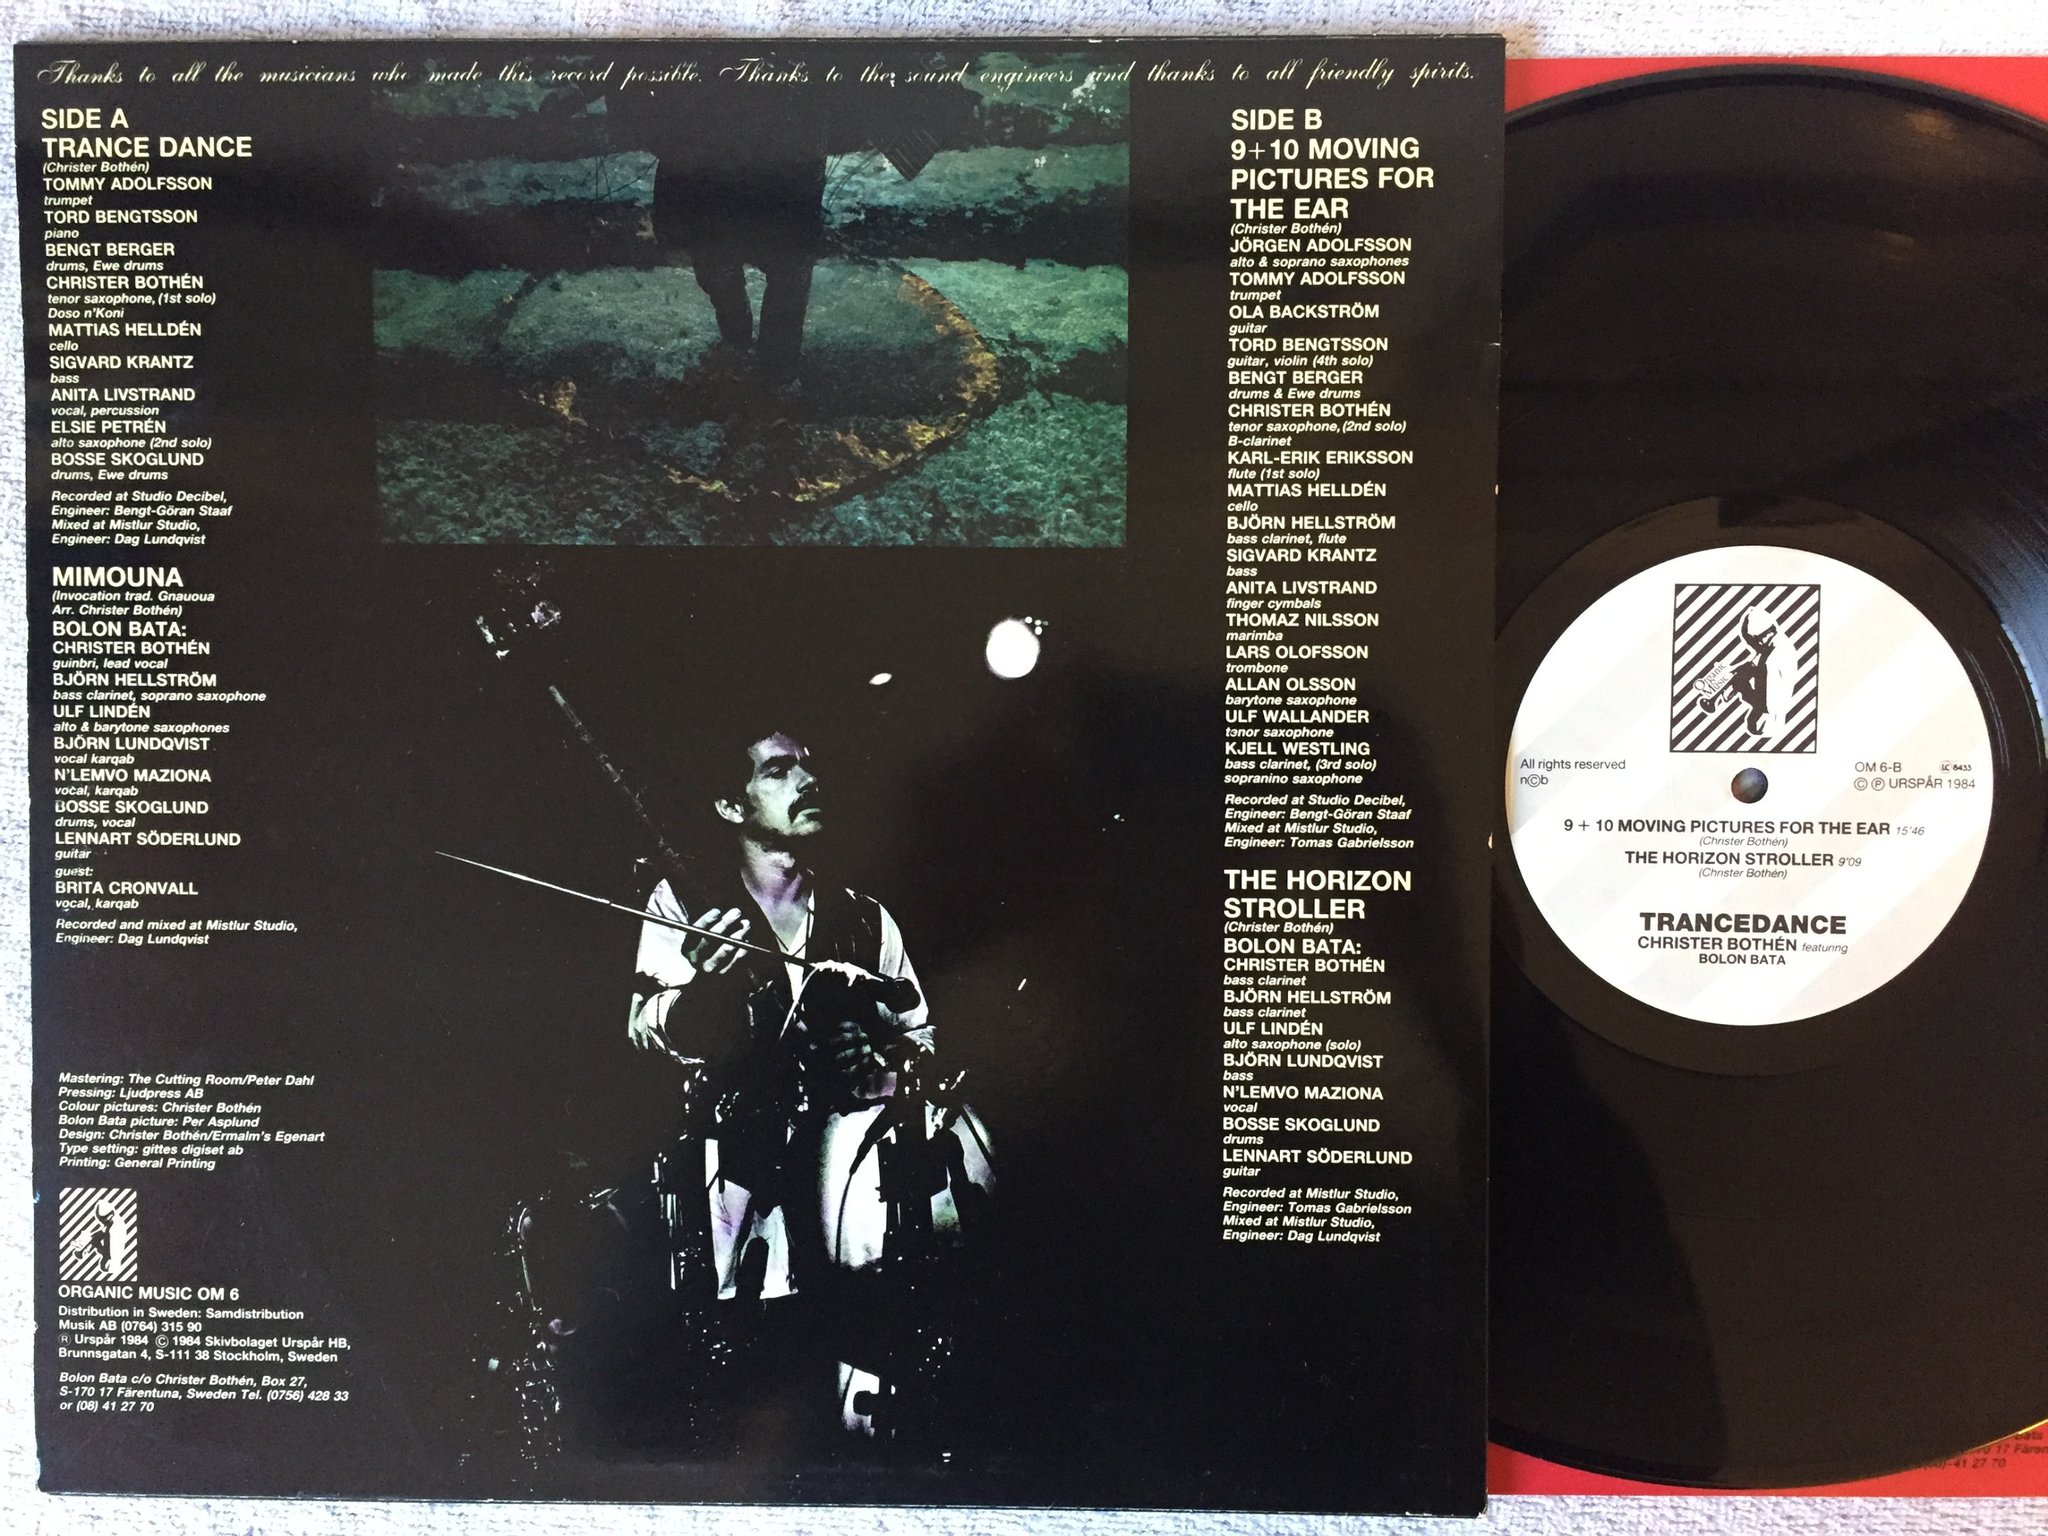 Thanks to all the musicians who made this record possible. Thanks to the sound engineers and thanks to all friendly spirits.
SIDE A
TRANCE DANCE
(Christer Bothén)
TOMMY ADOLFSSON
trumpet
TORD BENGTSSON
piano
BENGT BERGER
drums, Ewe drums
CHRISTER BOTHÉN
tenor saxophone, (1st solo)
Doso n'Koni
MATTIAS HELLDÉN
cello
SIGVARD KRANTZ
bass
ANITA LIVSTRAND
vocal, percussion
ELSIE PETRÉN
alto saxophone (2nd solo)
BOSSE SKOGLUND
drums, Ewe drums
Recorded at Studio Decibel,
Engineer: Bengt-Göran Staaf
Mixed at Mistlur Studio,
Engineer: Dag Lundqvist
MIMOUNA
(Invocation trad. Gnauoua
Arr. Christer Bothén)
BOLON BATA:
CHRISTER BOTHÉN
guinbri, lead vocal
BJÖRN HELLSTRÖM
bass clarinet, soprano saxophone
ULF LINDÉN
alto & barytone saxophones
BJÖRN LUNDQVIST
vocal karqab
N'LEMVO MAZIONA
vocal, karqab
BOSSE SKOGLUND
drums, vocal
LENNART SÖDERLUND
guitar
guest:
BRITA CRONVALL
vocal, karqab
Recorded and mixed at Mistlur Studio,
Engineer: Dag Lundqvist
Mastering: The Cutting Room/Peter Dahl
Pressing: Ljudpress AB
Colour pictures: Christer Bothén
Bolon Bata picture: Per Asplund
Design: Christer Bothén/Ermalm's Egenart
Type setting: gittes digiset ab
Printing: General Printing
ORGANIC MUSIC OM 6
Distribution in Sweden: Samdistribution
Musik AB (0764) 315 90
Ⓡ Urspår 1984 © 1984 Skivbolaget Urspår HB,
Brunnsgatan 4, S-111 38 Stockholm, Sweden
Bolon Bata c/o Christer Bothén, Box 27,
S-170 17 Färentuna, Sweden Tel. (0756) 428 33
or (08) 41 27 70
SIDE B
9+10 MOVING
PICTURES FOR
THE EAR
(Christer Bothén)
JÖRGEN ADOLFSSON
alto & soprano saxophones
TOMMY ADOLFSSON
trumpet
OLA BACKSTRÖM
guitar
TORD BENGTSSON
guitar, violin (4th solo)
BENGT BERGER
drums & Ewe drums
CHRISTER BOTHÉN
tenor saxophone, (2nd solo)
B-clarinet
KARL-ERIK ERIKSSON
flute (1st solo)
MATTIAS HELLDÉN
cello
BJÖRN HELLSTRÖM
bass clarinet, flute
SIGVARD KRANTZ
bass
ANITA LIVSTRAND
finger cymbals
THOMAZ NILSSON
marimba
LARS OLOFSSON
trombone
ALLAN OLSSON
barytone saxophone
ULF WALLANDER
tenor saxophone
KJELL WESTLING
bass clarinet, (3rd solo)
sopranino saxophone
Recorded at Studio Decibel,
Engineer: Bengt-Göran Staaf
Mixed at Mistlur Studio,
Engineer: Tomas Gabrielsson
THE HORIZON
STROLLER
(Christer Bothén)
BOLON BATA:
CHRISTER BOTHÉN
bass clarinet
BJÖRN HELLSTRÖM
bass clarinet
ULF LINDÉN
alto saxophone (solo)
BJÖRN LUNDQVIST
bass
N'LEMVO MAZIONA
vocal
BOSSE SKOGLUND
drums
LENNART SÖDERLUND
guitar
Recorded at Mistlur Studio,
Engineer: Tomas Gabrielsson
Mixed at Mistlur Studio,
Engineer: Dag Lundqvist
Organic
Music
All rights reserved
n©b
OM 6-B
LC 8433
© Ⓟ URSPÅR 1984
9 + 10 MOVING PICTURES FOR THE EAR 15'46
(Christer Bothén)
THE HORIZON STROLLER 9'09
(Christer Bothén)
TRANCEDANCE
CHRISTER BOTHÉN featuring
BOLON BATA
Bata
17 Fären
41 27 70